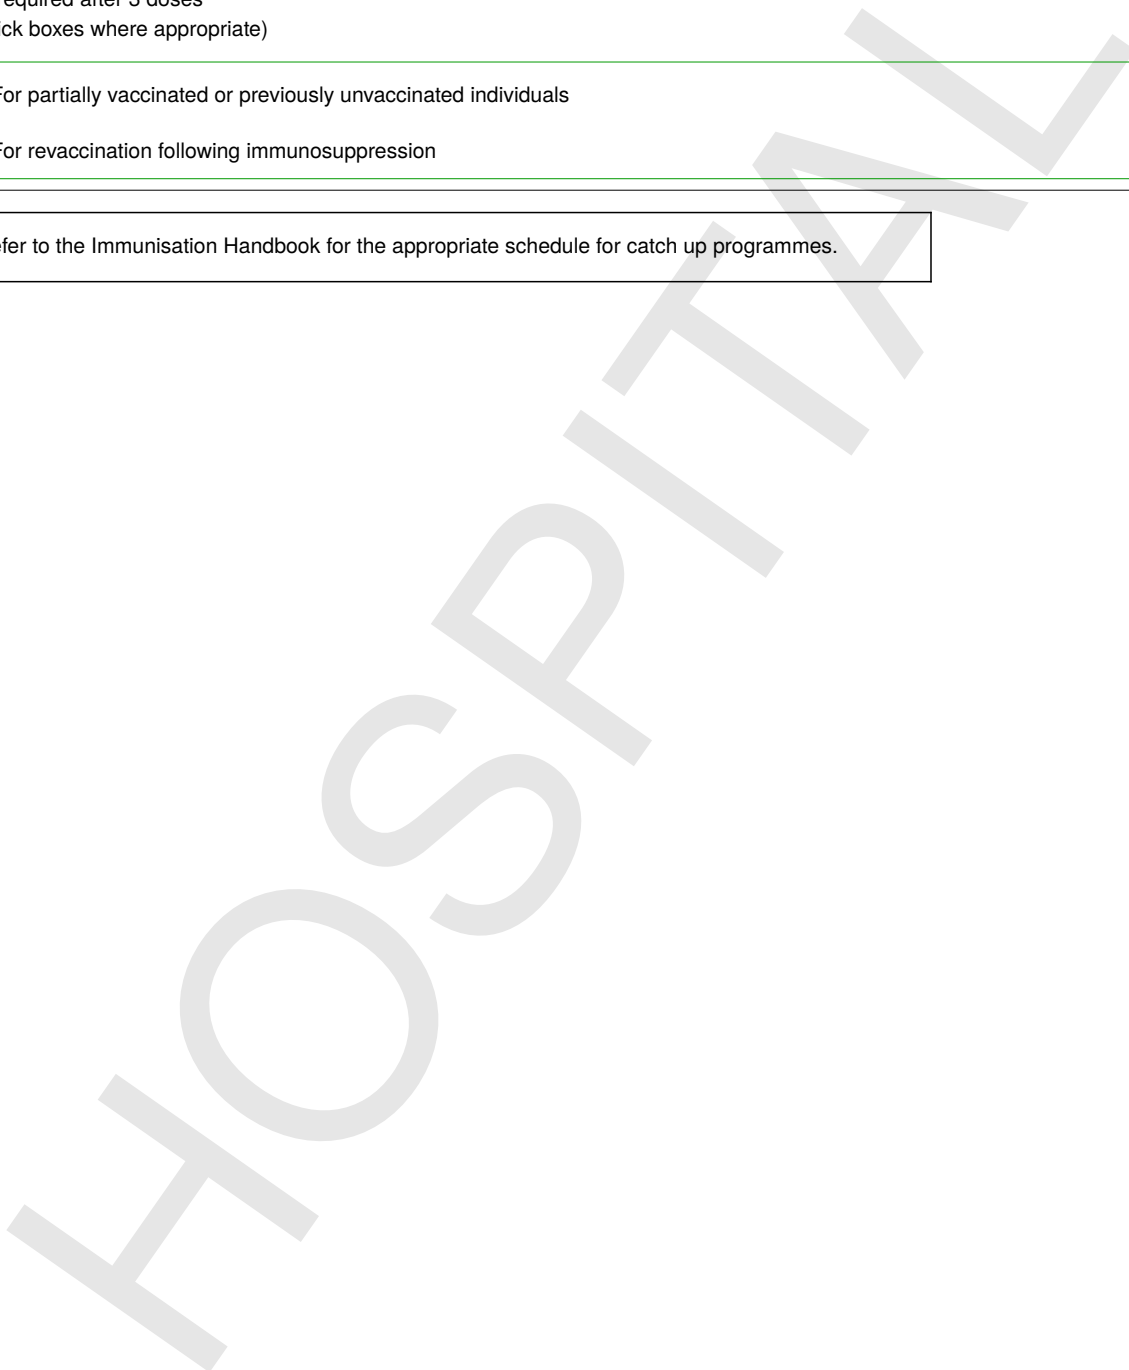 equired after 3 doses
ick boxes where appropriate)
For partially vaccinated or previously unvaccinated individuals
For revaccination following immunosuppression
efer to the Immunisation Handbook for the appropriate schedule for catch up programmes.
HOSPITAL